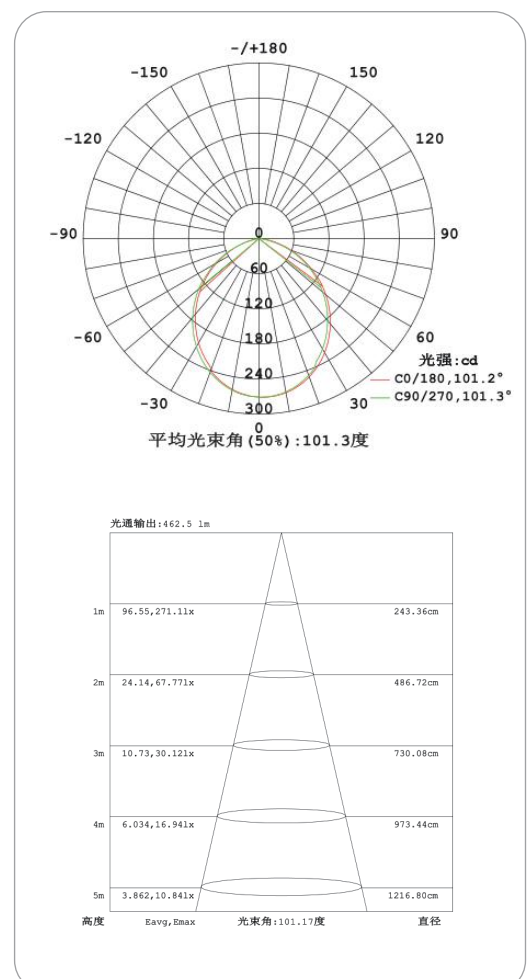 -/+180
-150 150
-120 120
-90 0 90
60
120
-60 180 60
光强:cd
240 C0/180,101.2°
-30 300 30 C90/270,101.3°
0
平均光束角(50%):101.3度
光通输出:462.5 lm
1m 96.55,271.1lx 243.36cm
2m 24.14,67.77lx 486.72cm
3m 10.73,30.12lx 730.08cm
4m 6.034,16.94lx 973.44cm
5m 3.862,10.84lx 1216.80cm
高度 Eavg,Emax 光束角:101.17度 直径